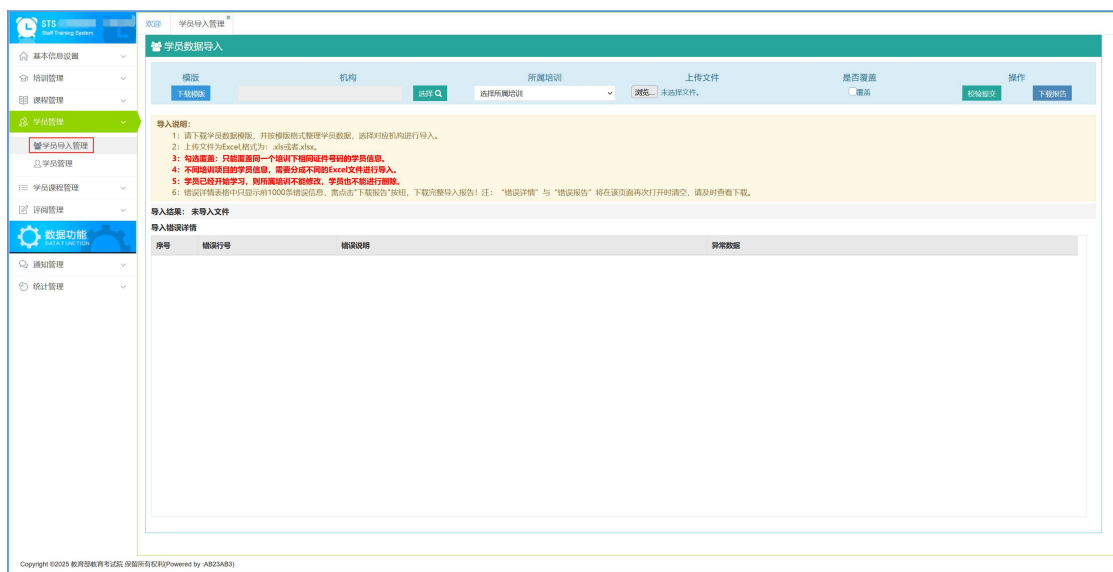 STS
Staff Training System
欢迎 学员导入管理
基本信息设置
培训管理
课程管理
学员管理
学员导入管理
学员管理
学员课程管理
评阅管理
数据功能
DATA FUNCTION
通知管理
统计管理
学员数据导入
模版 机构 所属培训 上传文件 是否覆盖 操作
下载模版 选择 选择所属培训 浏览... 未选择文件。 覆盖 校验提交 下载报告
导入说明：
1：请下载学员数据模版，并按模版格式整理学员数据，选择对应机构进行导入。
2：上传文件为Excel,格式为：.xls或者.xlsx。
3：勾选覆盖：只能覆盖同一个培训下相同证件号码的学员信息。
4：不同培训项目的学员信息，需要分成不同的Excel文件进行导入。
5：学员已经开始学习，则所属培训不能修改，学员也不能进行删除。
6：错误详情表格中只显示前1000条错误信息，需点击"下载报告"按钮，下载完整导入报告！注： "错误详情" 与 "错误报告" 将在该页面再次打开时清空，请及时查看下载。
导入结果： 未导入文件
导入错误详情
序号 错误行号 错误说明 异常数据
Copyright ©2025 教育部教育考试院 保留所有权利(Powered by :AB23AB3)